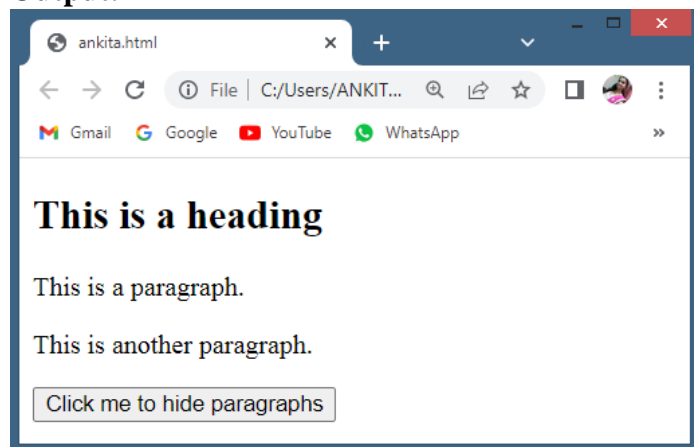 Output:
ankita.html
File | C:/Users/ANKIT...
Gmail Google YouTube WhatsApp »
This is a heading
This is a paragraph.
This is another paragraph.
Click me to hide paragraphs